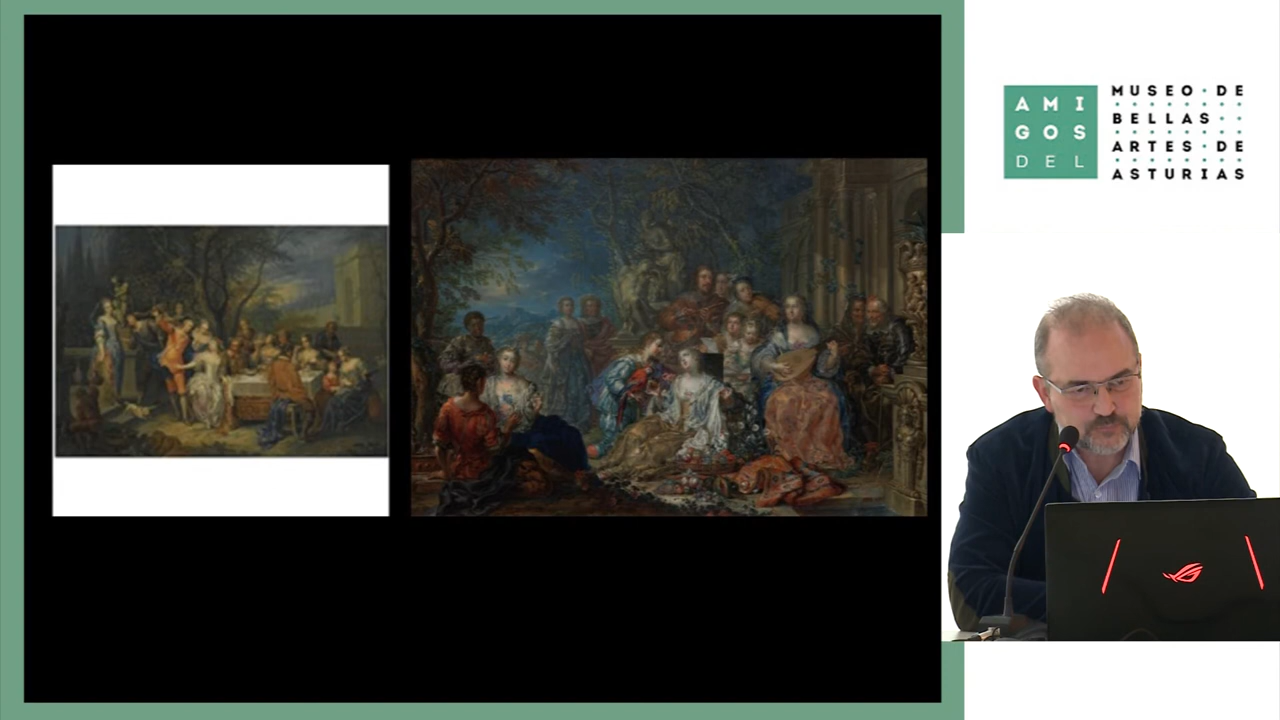 AMI
GOS
DEL
MUSEO · DE
BELLAS
ARTES · DE
ASTURIAS